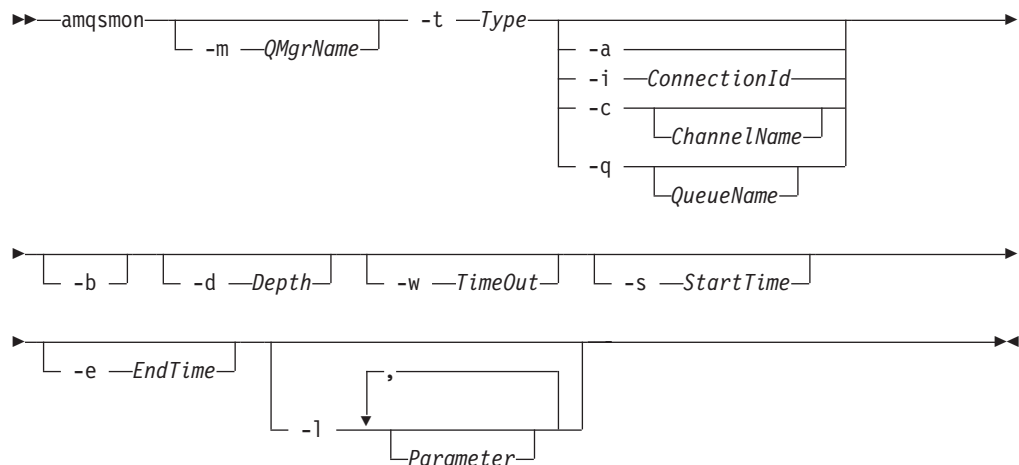 amqsmon -m QMgrName -t Type
-a
-i ConnectionId
-c ChannelName
-q QueueName
-b -d Depth -w TimeOut -s StartTime
-e EndTime
,
-l Parameter